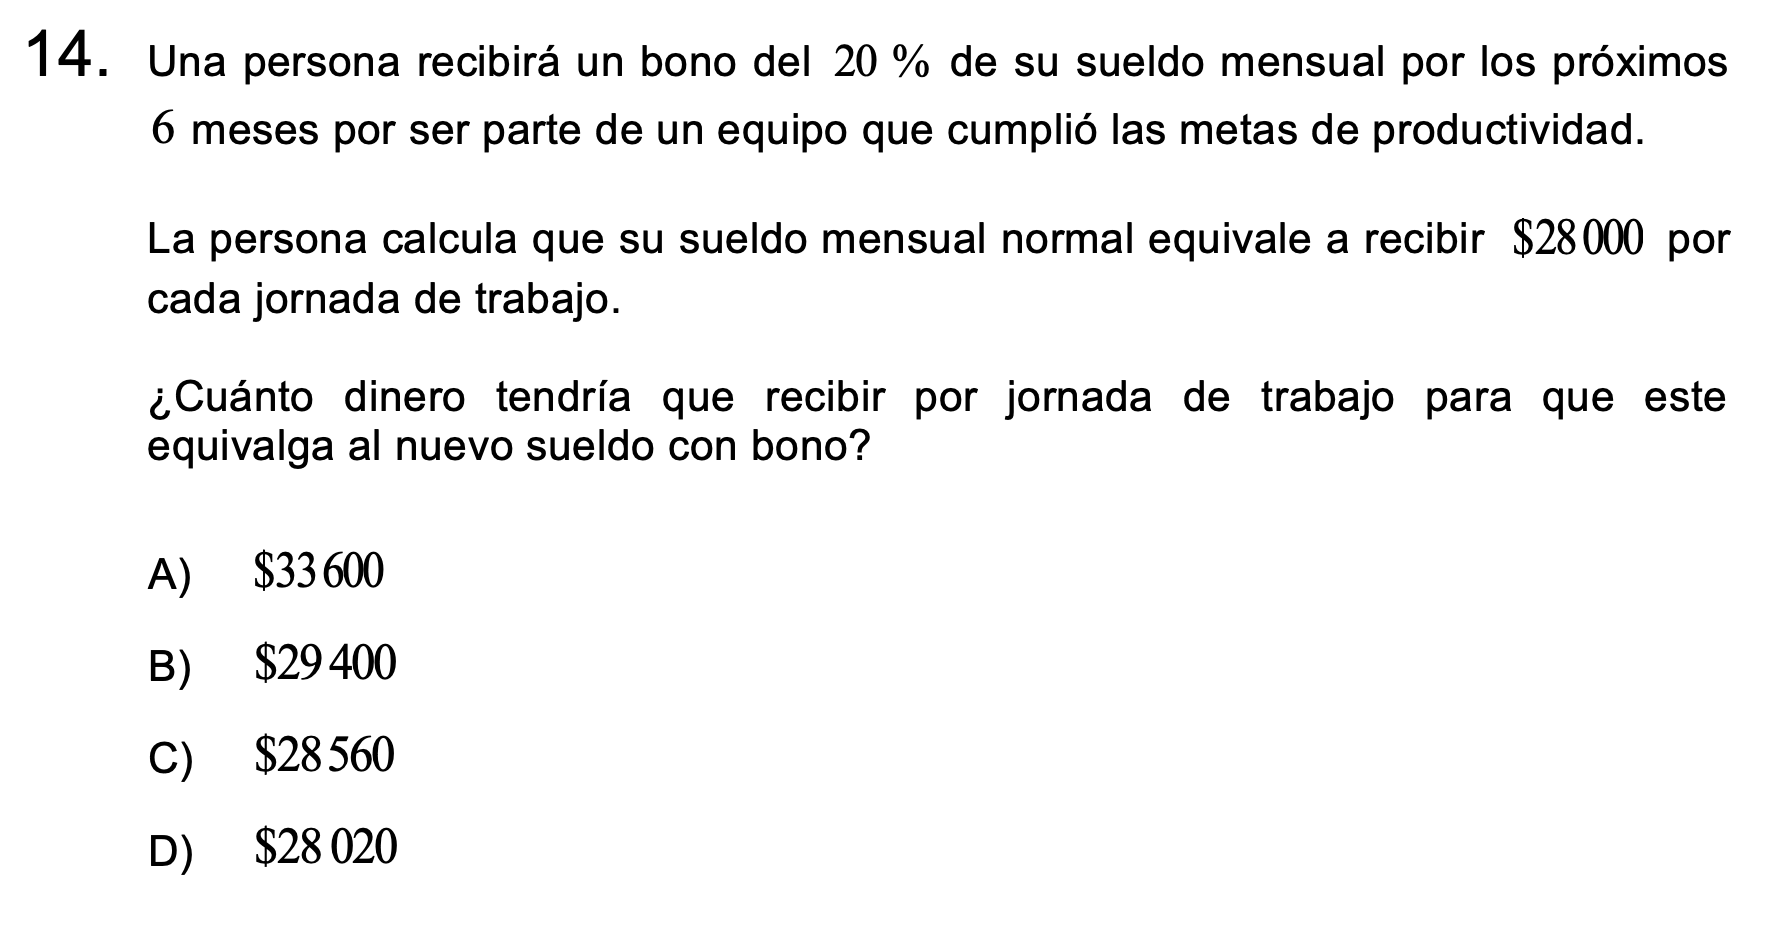 14. Una persona recibirá un bono del 20 % de su sueldo mensual por los próximos
6 meses por ser parte de un equipo que cumplió las metas de productividad.
La persona calcula que su sueldo mensual normal equivale a recibir $28 000 por
cada jornada de trabajo.
¿Cuánto dinero tendría que recibir por jornada de trabajo para que este
equivalga al nuevo sueldo con bono?
A) $33 600
B) $29 400
C) $28 560
D) $28 020